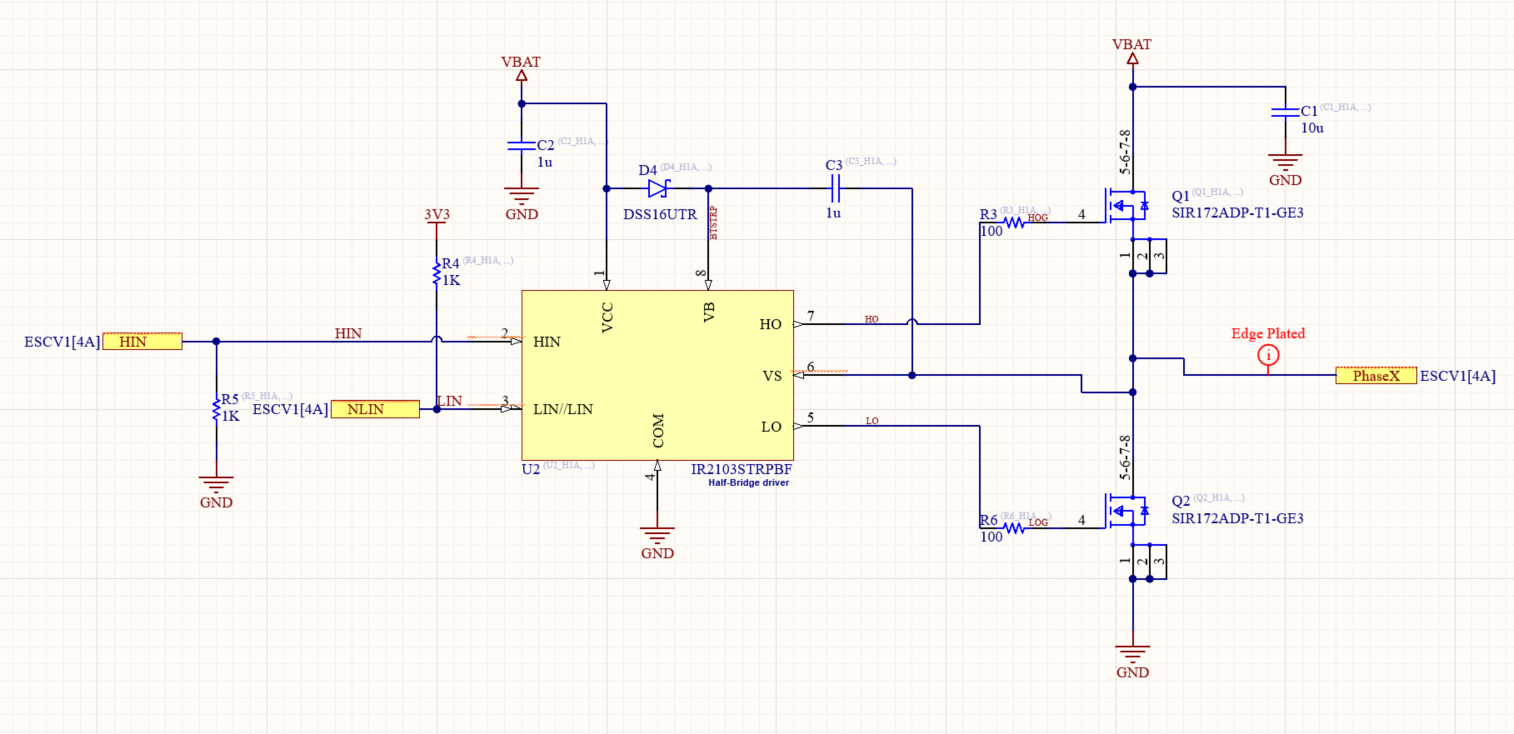 VBAT
VBAT
C1 (C1_H1A, ...)
10u
C2 (C2_H1A, ...)
1u
5-6-7-8
GND
D4 (D4_H1A, ...)
C3 (C3_H1A, ...)
GND
DSS16UTR
1u
Q1 (Q1_H1A, ...)
SIR172ADP-T1-GE3
3V3
BTSTRP
R3 (R3_H1A, ...)
HOG
4
100
R4 (R4_H1A, ...)
1K
1
2
3
1
8
VCC
VB
HO
7
HO
ESCV1[4A]
HIN
HIN
2
HIN
Edge Plated
i
VS
6
PhaseX
ESCV1[4A]
R5 (R5_H1A, ...)
1K
ESCV1[4A]
NLIN
LIN
3
LIN//LIN
LO
5
LO
COM
4
5-6-7-8
U2 (U2_H1A, ...)
IR2103STRPBF
Half-Bridge driver
GND
Q2 (Q2_H1A, ...)
SIR172ADP-T1-GE3
R6 (R6_H1A, ...)
LOG
4
100
GND
1
2
3
GND